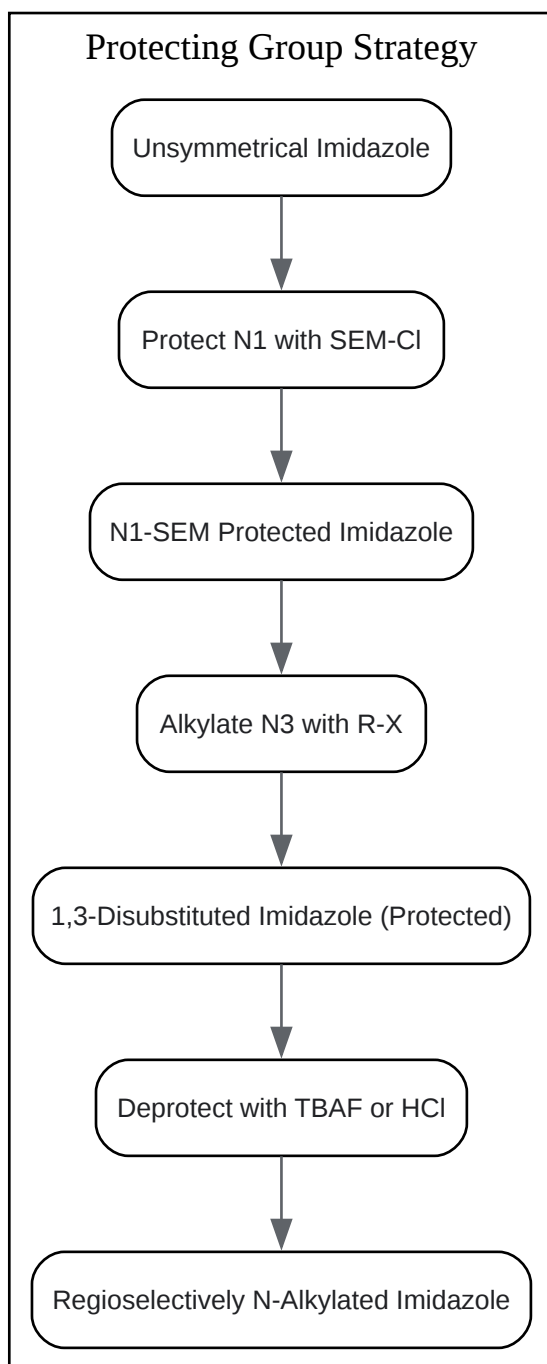 Protecting Group Strategy
Unsymmetrical Imidazole
Protect N1 with SEM-Cl
N1-SEM Protected Imidazole
Alkylate N3 with R-X
1,3-Disubstituted Imidazole (Protected)
Deprotect with TBAF or HCl
Regioselectively N-Alkylated Imidazole